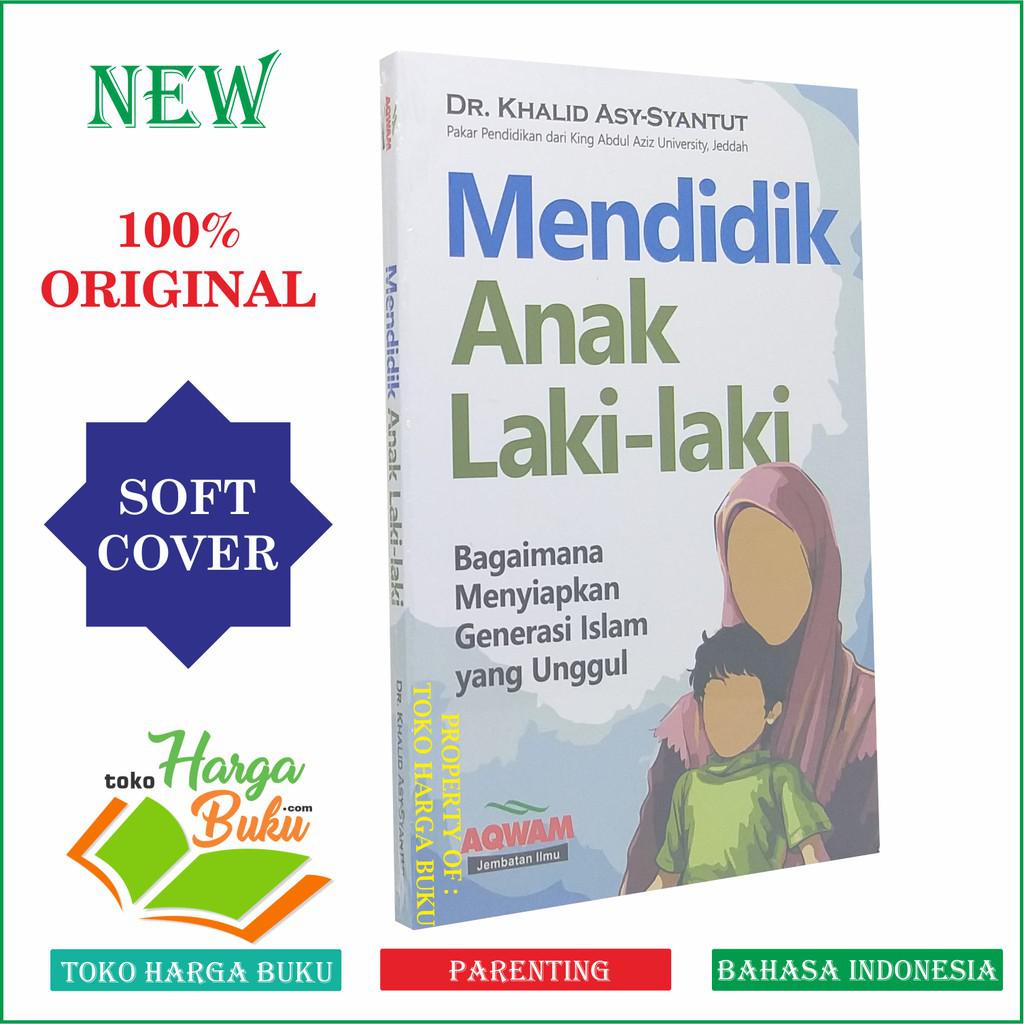 NEW
100%
ORIGINAL
SOFT
COVER
toko Harga
Buku.com
AQWAM
Mendidik Anak Laki-laki
DR. KHALID ASY-SYANTUT
DR. KHALID ASY-SYANTUT
Pakar Pendidikan dari King Abdul Aziz University, Jeddah
Mendidik
Anak
Laki-laki
Bagaimana
Menyiapkan
Generasi Islam
yang Unggul
AQWAM
Jembatan Ilmu
PROPERTY OF :
TOKO HARGA BUKU
TOKO HARGA BUKU
PARENTING
BAHASA INDONESIA